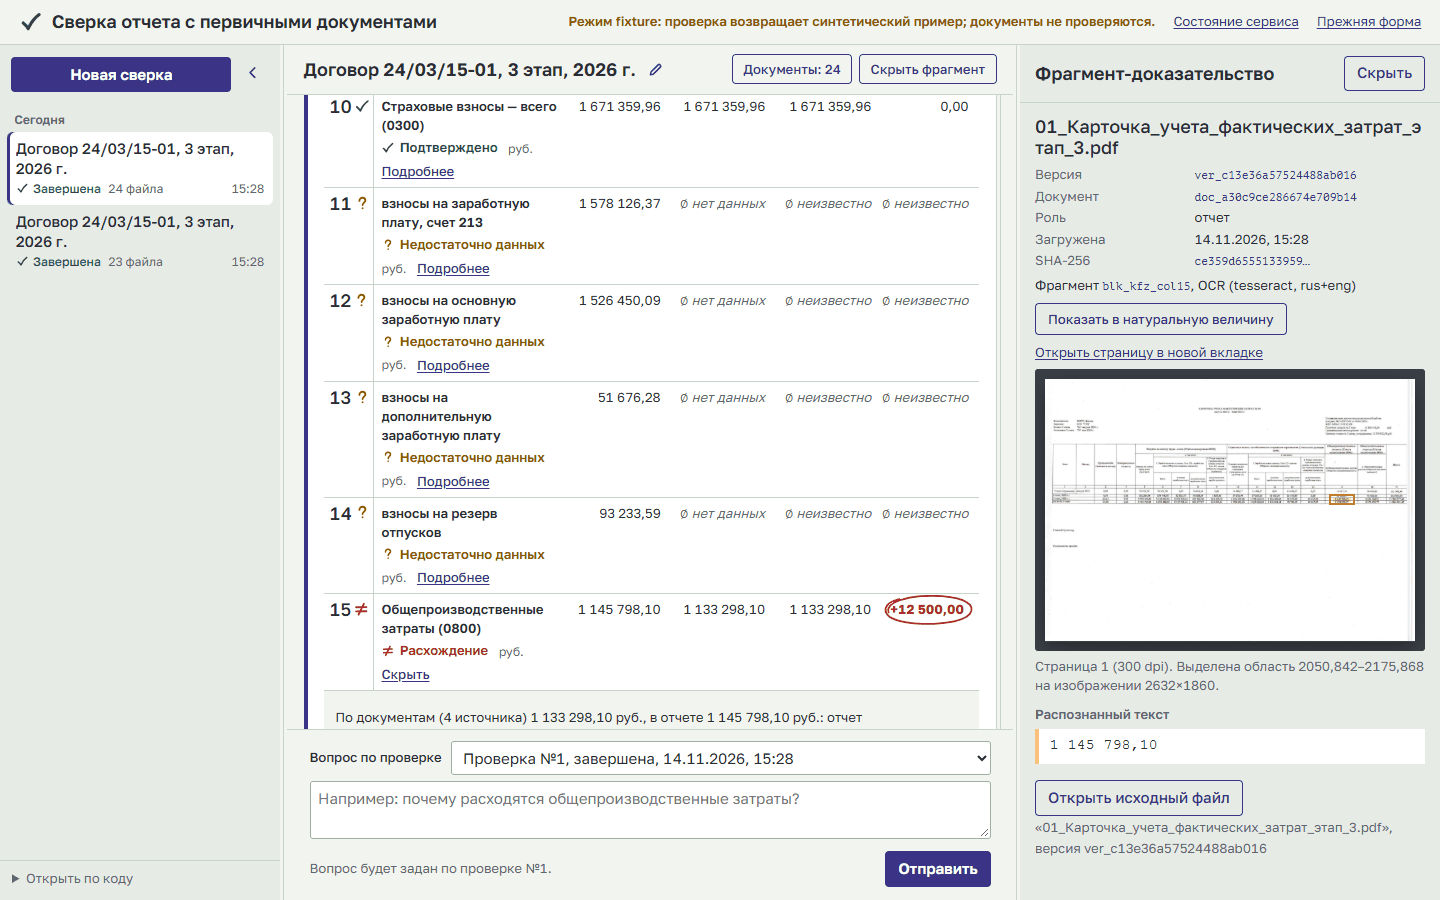 Сверка отчета с первичными документами
Режим fixture: проверка возвращает синтетический пример; документы не проверяются.
Состояние сервиса
Прежняя форма
Новая сверка
Сегодня
Договор 24/03/15-01, 3 этап,
2026 г.
Завершена 24 файла 15:28
Договор 24/03/15-01, 3 этап,
2026 г.
Завершена 23 файла 15:28
Открыть по коду
Договор 24/03/15-01, 3 этап, 2026 г.
Документы: 24
Скрыть фрагмент
10 Страховые взносы — всего 1 671 359,96 1 671 359,96 1 671 359,96 0,00
(0300)
Подтверждено руб.
Подробнее
11 ? взносы на заработную 1 578 126,37 ∅ нет данных ∅ неизвестно ∅ неизвестно
плату, счет 213
? Недостаточно данных
руб. Подробнее
12 ? взносы на основную 1 526 450,09 ∅ нет данных ∅ неизвестно ∅ неизвестно
заработную плату
? Недостаточно данных
руб. Подробнее
13 ? взносы на 51 676,28 ∅ нет данных ∅ неизвестно ∅ неизвестно
дополнительную
заработную плату
? Недостаточно данных
руб. Подробнее
14 ? взносы на резерв 93 233,59 ∅ нет данных ∅ неизвестно ∅ неизвестно
отпусков
? Недостаточно данных
руб. Подробнее
15 ≠ Общепроизводственные 1 145 798,10 1 133 298,10 1 133 298,10 +12 500,00
затраты (0800)
≠ Расхождение руб.
Скрыть
По документам (4 источника) 1 133 298,10 руб., в отчете 1 145 798,10 руб.: отчет
Вопрос по проверке
Проверка №1, завершена, 14.11.2026, 15:28
Например: почему расходятся общепроизводственные затраты?
Вопрос будет задан по проверке №1.
Отправить
Фрагмент-доказательство
Скрыть
01_Карточка_учета_фактических_затрат_э
тап_3.pdf
Версия ver_c13e36a57524488ab016
Документ doc_a30c9ce286674e709b14
Роль отчет
Загружена 14.11.2026, 15:28
SHA-256 ce359d6555133959…
Фрагмент blk_kfz_col15, OCR (tesseract, rus+eng)
Показать в натуральную величину
Открыть страницу в новой вкладке
Страница 1 (300 dpi). Выделена область 2050,842–2175,868
на изображении 2632×1860.
Распознанный текст
1 145 798,10
Открыть исходный файл
«01_Карточка_учета_фактических_затрат_этап_3.pdf»,
версия ver_c13e36a57524488ab016